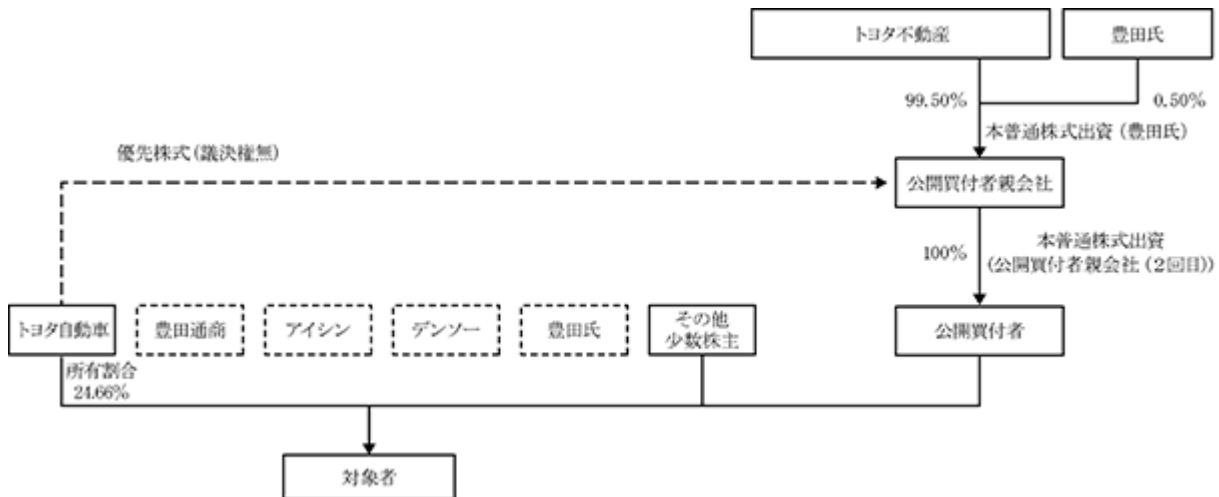 トヨタ不動産
豊田氏
99.50%
0.50%
本普通株式出資(豊田氏)
優先株式(議決権無)
公開買付者親会社
100%
本普通株式出資
(公開買付者親会社(2回目))
トヨタ自動車
豊田通商
アイシン
デンソー
豊田氏
その他
少数株主
公開買付者
所有割合
24.66%
対象者